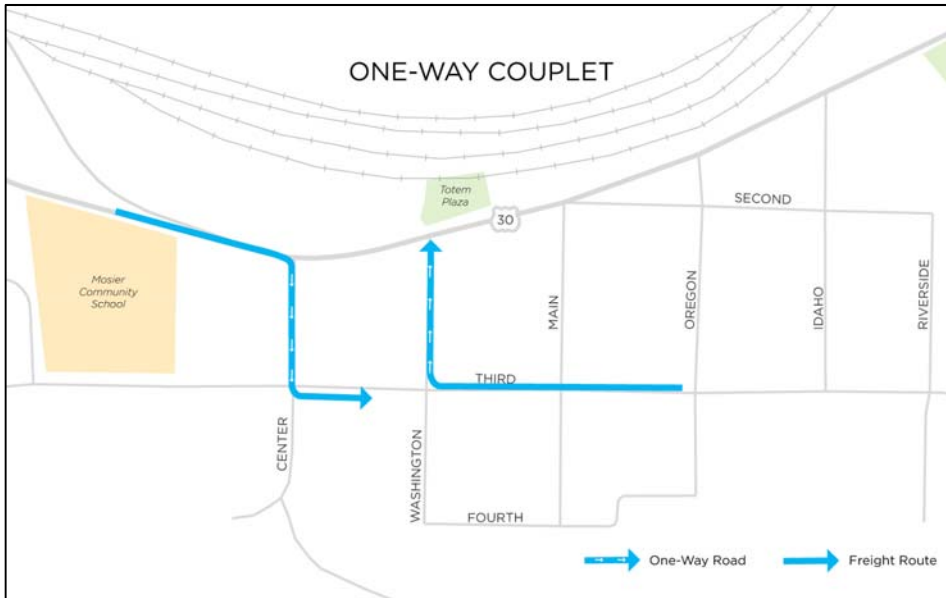 ONE-WAY COUPLET
Totem
Plaza
30
SECOND
Mosier
Community
School
MAIN
OREGON
IDAHO
RIVERSIDE
THIRD
CENTER
WASHINGTON
FOURTH
One-Way Road
Freight Route